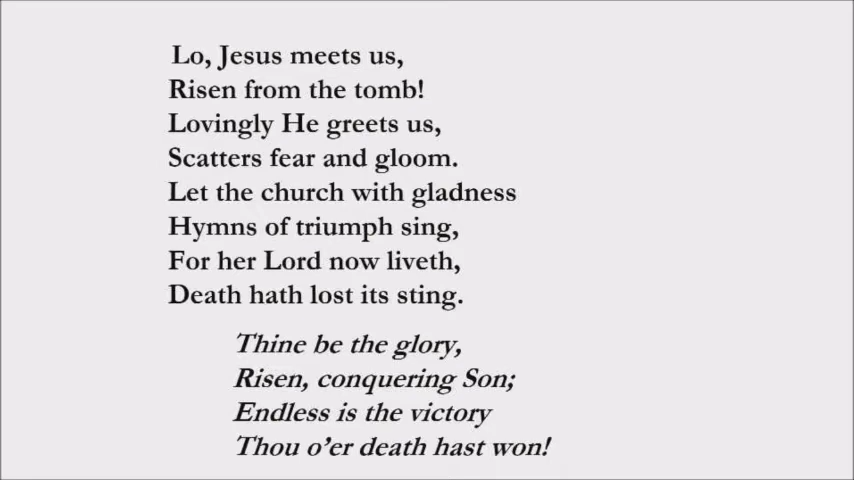 Lo, Jesus meets us,
Risen from the tomb!
Lovingly He greets us,
Scatters fear and gloom.
Let the church with gladness
Hymns of triumph sing,
For her Lord now liveth,
Death hath lost its sting.
Thine be the glory,
Risen, conquering Son;
Endless is the victory
Thou o’er death hast won!